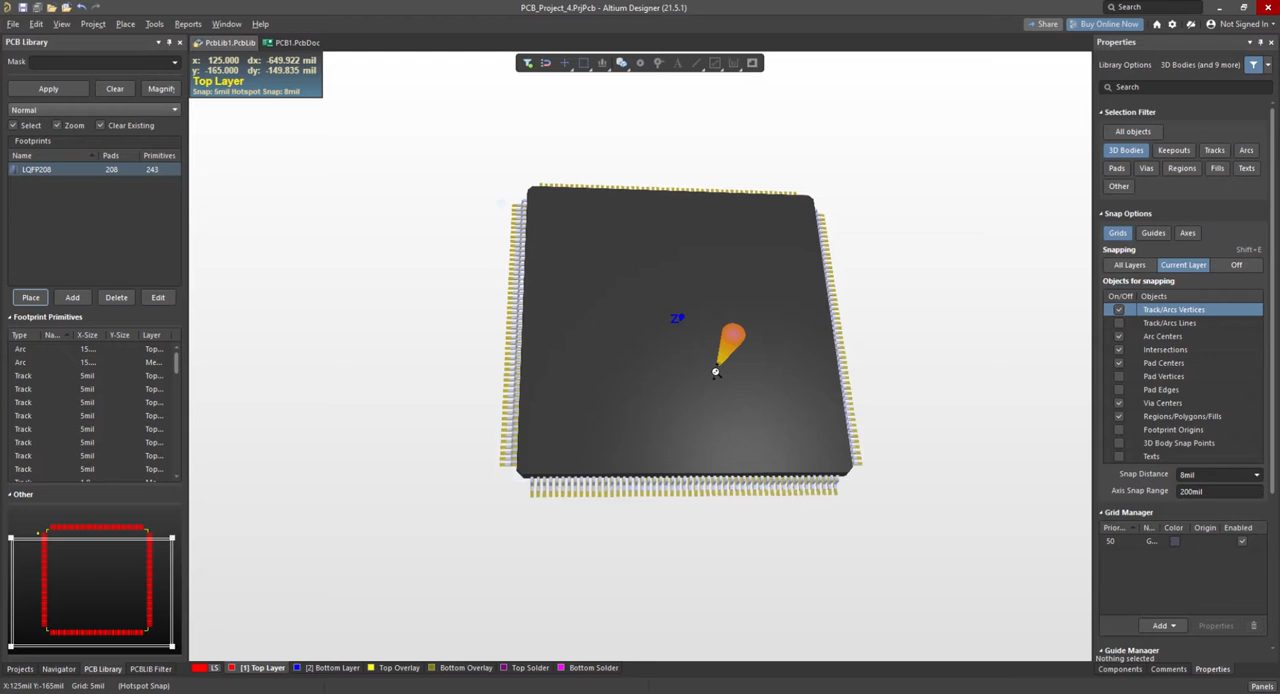 PCB_Project_4.PrjPcb - Altium Designer (21.5.1)
Search
File Edit View Project Place Tools Reports Window Help
Share
Buy Online Now
Not Signed In
PCB Library
PcbLib1.PcbLib
PCB1.PcbDoc
Properties
Mask
x: 125.000 dx: -649.922 mil
y: -165.000 dy: -149.835 mil
Top Layer
Snap: 5mil Hotspot Snap: 8mil
Library Options
3D Bodies (and 9 more)
Apply Clear Magnify
Search
Normal
Select Zoom Clear Existing
Selection Filter
Footprints
All objects
Name Pads Primitives
3D Bodies Keepouts Tracks Arcs
LQFP208 208 243
Pads Vias Regions Fills Texts
Other
Snap Options
Grids Guides Axes
Snapping Shift+E
All Layers Current Layer Off
Objects for snapping
On/Off Objects
Place Add Delete Edit
Track/Arcs Vertices
Footprint Primitives
Track/Arcs Lines
Type Na... X-Size Y-Size Layer
Arc Centers
Arc 15.... Top...
Intersections
Arc 15.... Me...
Pad Centers
Track 5mil Top...
Pad Vertices
Track 5mil Top...
Pad Edges
Track 5mil Top...
Via Centers
Track 5mil Top...
Regions/Polygons/Fills
Track 5mil Top...
Footprint Origins
Track 5mil Top...
3D Body Snap Points
Track 5mil Top...
Texts
Track 5mil Top...
Snap Distance 8mil
Axis Snap Range 200mil
Other
Z
Grid Manager
Prior... N... Color Origin Enabled
50 G...
Add Properties
Guide Manager
Nothing selected
Projects Navigator PCB Library PCBLIB Filter
LS [1] Top Layer [2] Bottom Layer Top Overlay Bottom Overlay Top Solder Bottom Solder
Components Comments Properties
X:125mil Y:-165mil Grid: 5mil (Hotspot Snap)
Panels